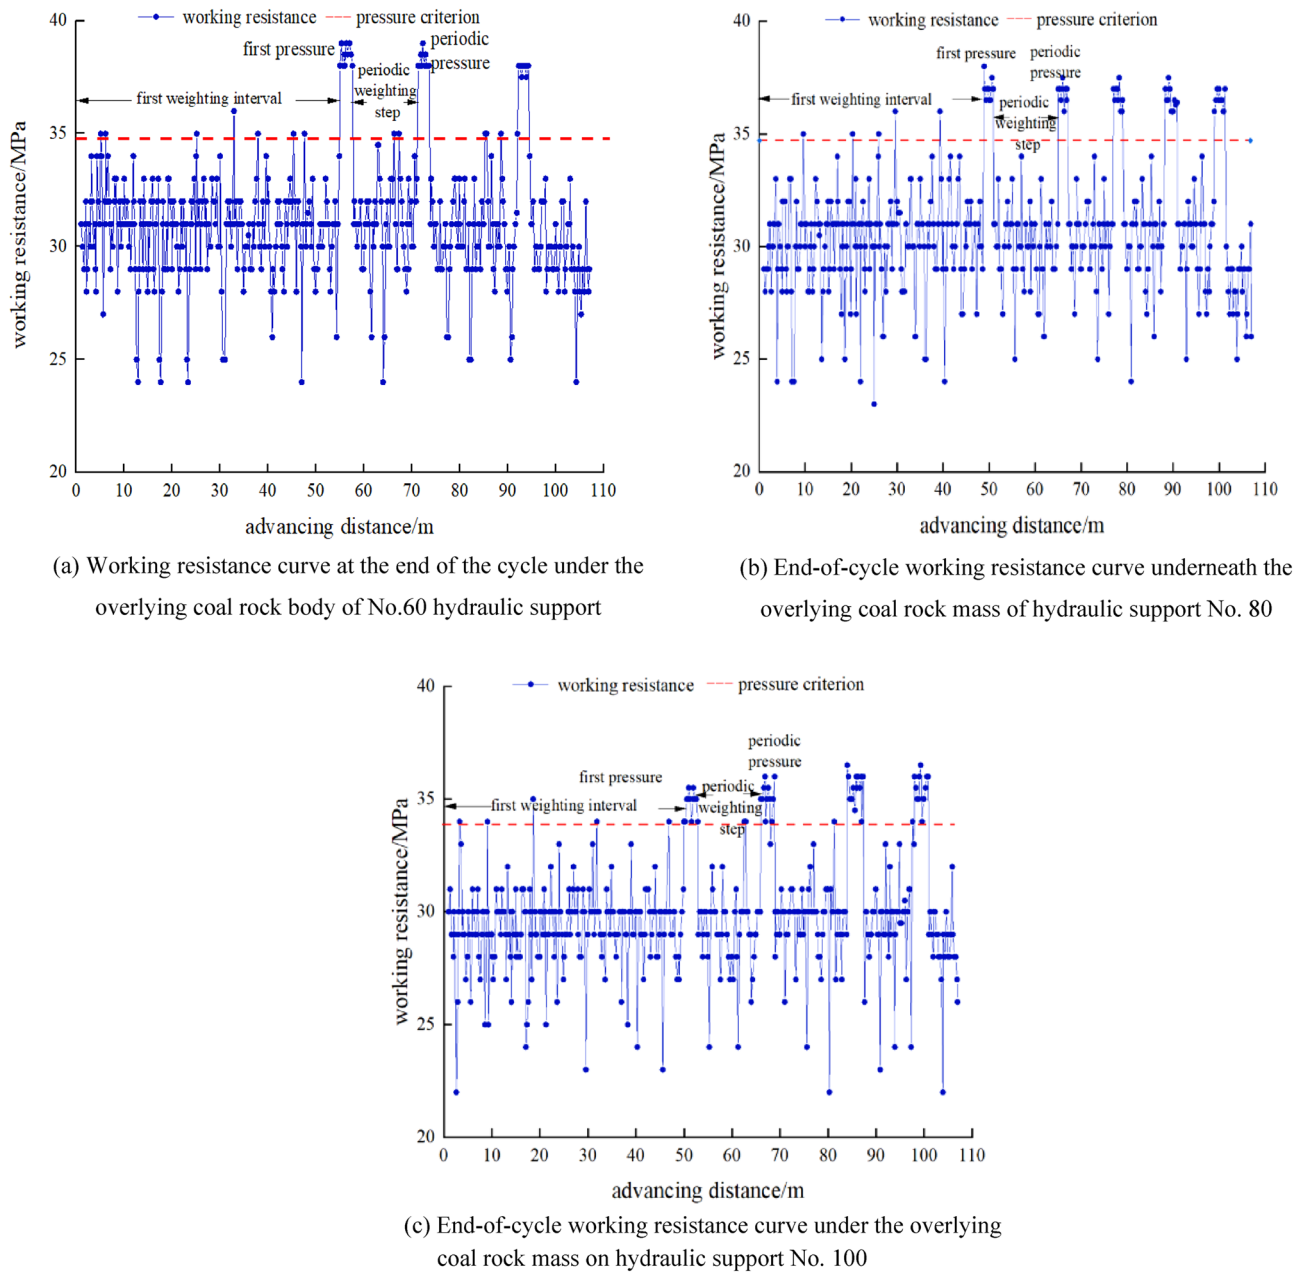 working resistance
pressure criterion
first pressure
periodic
pressure
periodic
weighting
step
first weighting interval
working resistance/MPa
40
35
30
25
20
0 10 20 30 40 50 60 70 80 90 100 110
advancing distance/m
(a) Working resistance curve at the end of the cycle under the
overlying coal rock body of No.60 hydraulic support
working resistance
pressure criterion
first pressure
periodic
pressure
first weighting interval
periodic
weighting
step
working resistance/MPa
40
35
30
25
20
0 10 20 30 40 50 60 70 80 90 100 110
advancing distance/m
(b) End-of-cycle working resistance curve underneath the
overlying coal rock mass of hydraulic support No. 80
working resistance
pressure criterion
periodic
pressure
first pressure
periodic
weighting
step
first weighting interval
working resistance/MPa
40
35
30
25
20
0 10 20 30 40 50 60 70 80 90 100 110
advancing distance/m
(c) End-of-cycle working resistance curve under the overlying
coal rock mass on hydraulic support No. 100